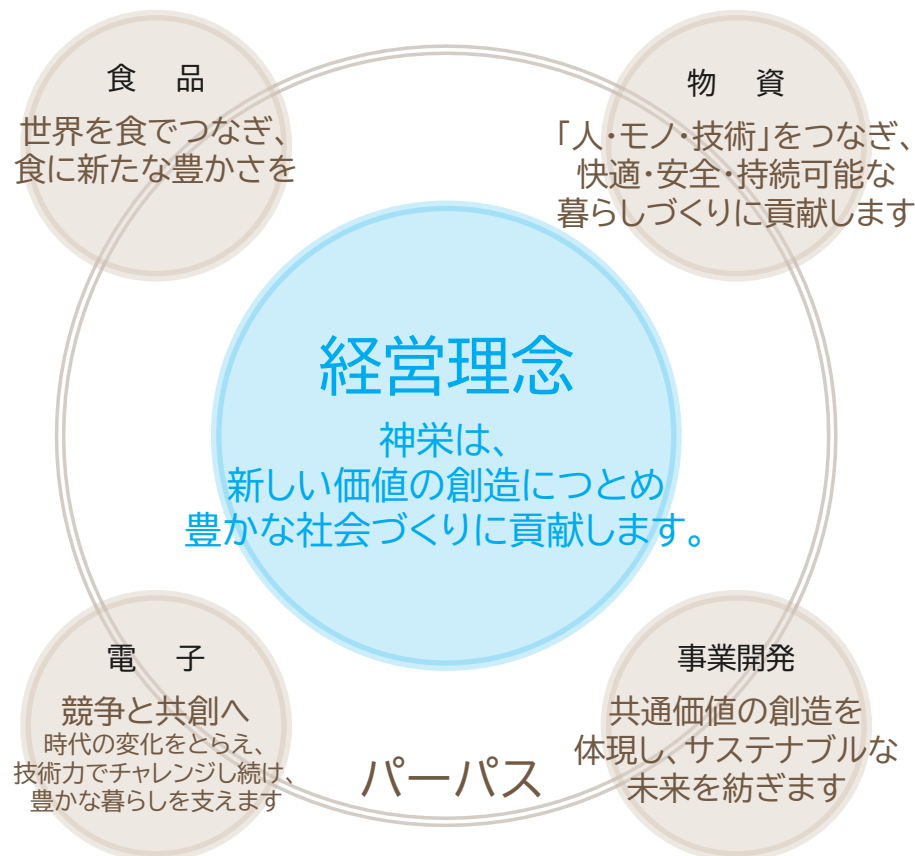 食 品
世界を食でつなぎ、
食に新たな豊かさを
物 資
「人・モノ・技術」をつなぎ、
快適・安全・持続可能な
暮らしづくりに貢献します
経営理念
神栄は、
新しい価値の創造につとめ
豊かな社会づくりに貢献します。
電 子
競争と共創へ
時代の変化をとらえ、
技術力でチャレンジし続け、
豊かな暮らしを支えます
パーパス
事業開発
共通価値の創造を
体現し、サステナブルな
未来を紡ぎます